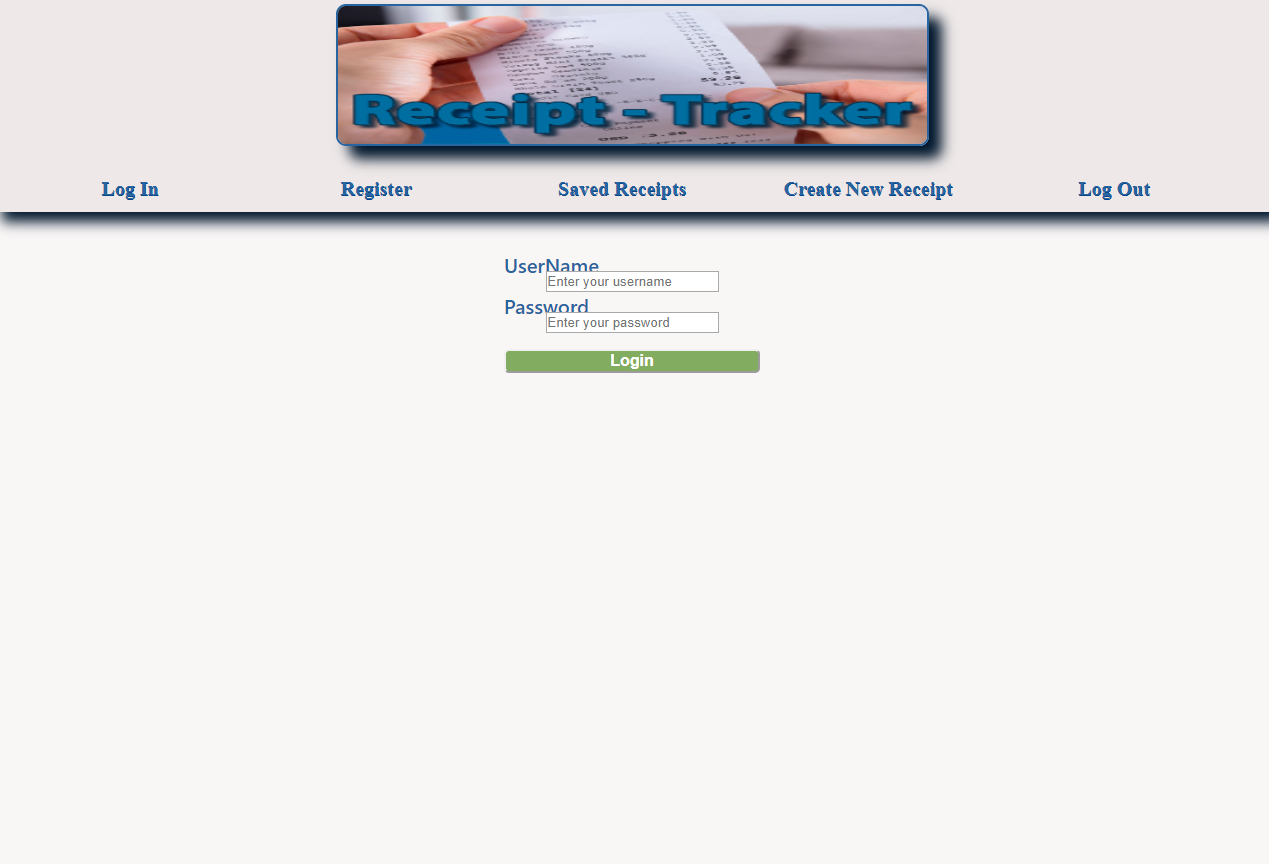 Receipt - Tracker
Log In
Register
Saved Receipts
Create New Receipt
Log Out
UserName
Enter your username
Password
Enter your password
Login